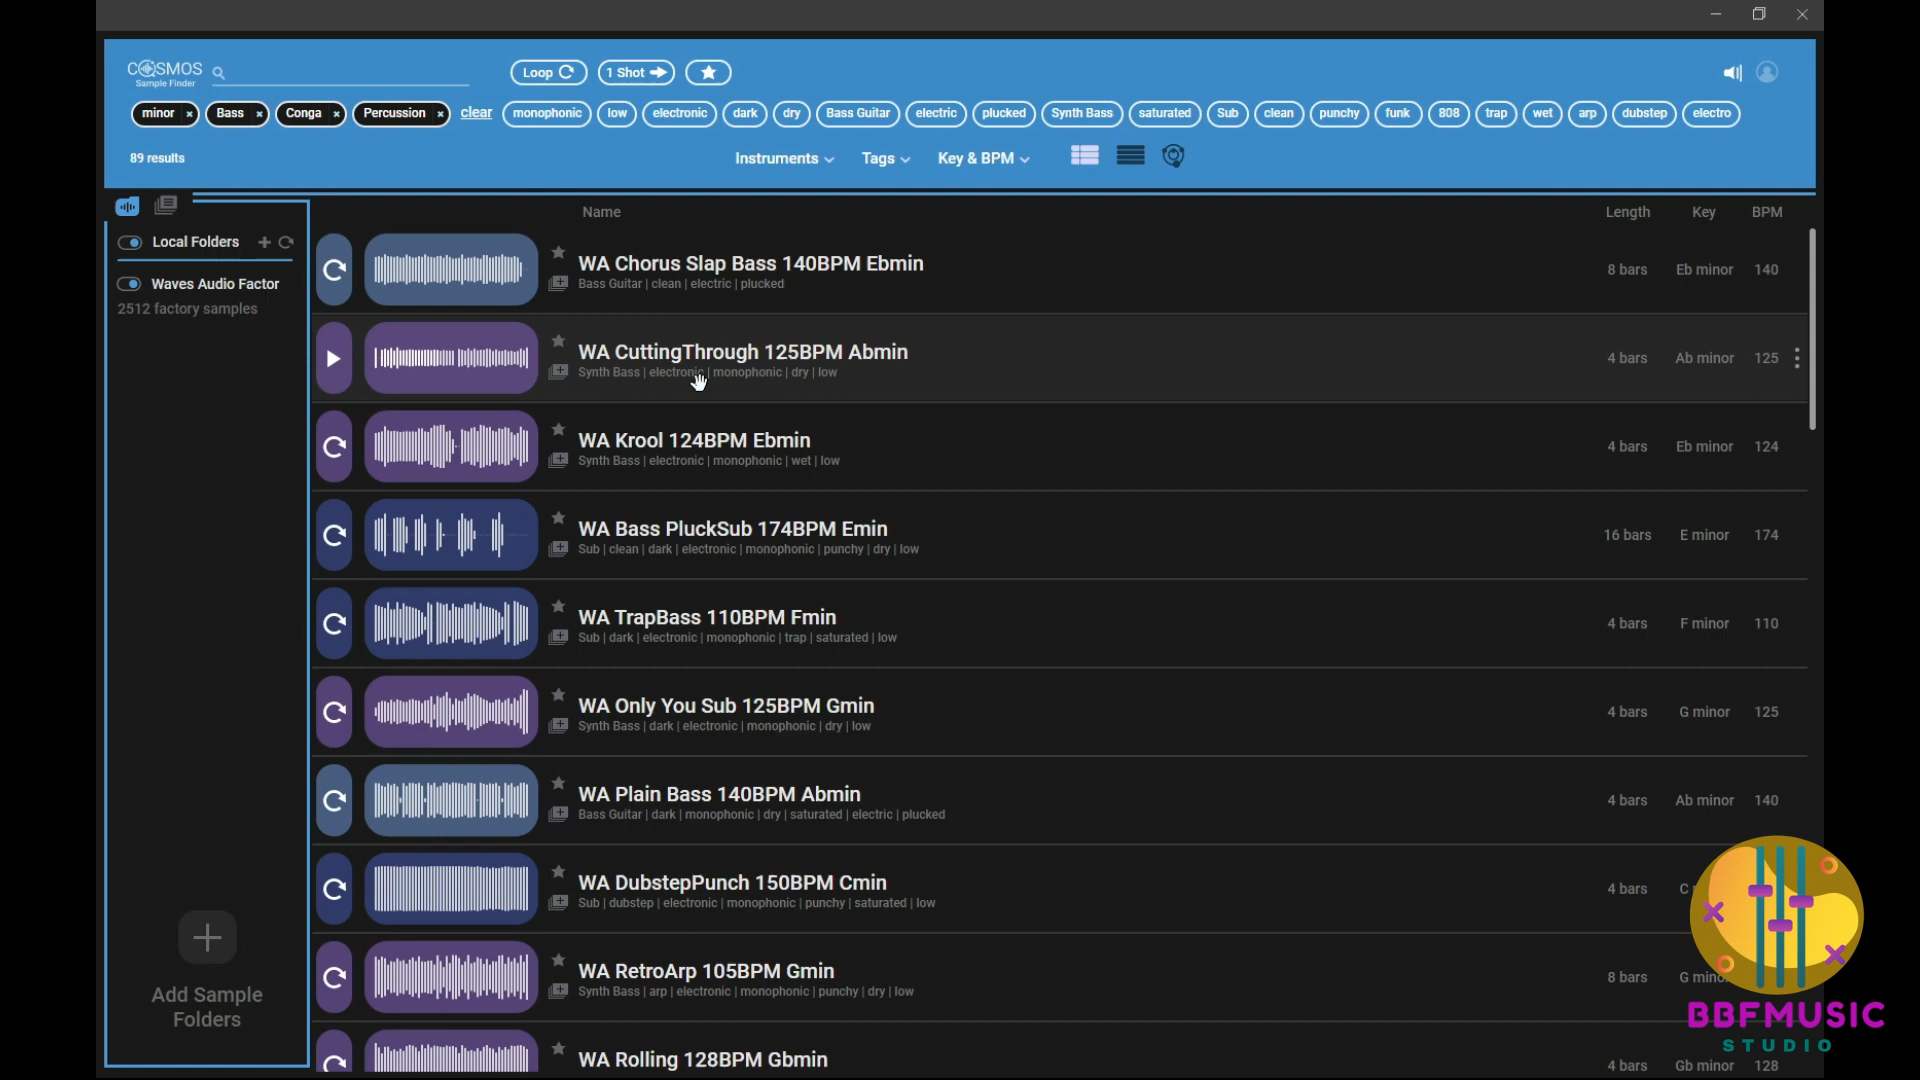 COSMOS
Sample Finder
Loop
1 Shot
minor × Bass × Conga × Percussion × clear monophonic low electronic dark dry Bass Guitar electric plucked Synth Bass saturated Sub clean punchy funk 808 trap wet arp dubstep electro
89 results
Instruments Tags Key & BPM
Name Length Key BPM
Local Folders
Waves Audio Factor
2512 factory samples
WA Chorus Slap Bass 140BPM Ebmin
Bass Guitar | clean | electric | plucked
8 bars Eb minor 140
WA CuttingThrough 125BPM Abmin
Synth Bass | electronic | monophonic | dry | low
4 bars Ab minor 125
WA Krool 124BPM Ebmin
Synth Bass | electronic | monophonic | wet | low
4 bars Eb minor 124
WA Bass PluckSub 174BPM Emin
Sub | clean | dark | electronic | monophonic | punchy | dry | low
16 bars E minor 174
WA TrapBass 110BPM Fmin
Sub | dark | electronic | monophonic | trap | saturated | low
4 bars F minor 110
WA Only You Sub 125BPM Gmin
Synth Bass | dark | electronic | monophonic | dry | low
4 bars G minor 125
WA Plain Bass 140BPM Abmin
Bass Guitar | dark | monophonic | dry | saturated | electric | plucked
4 bars Ab minor 140
WA DubstepPunch 150BPM Cmin
Sub | dubstep | electronic | monophonic | punchy | saturated | low
4 bars
WA RetroArp 105BPM Gmin
Synth Bass | arp | electronic | monophonic | punchy | dry | low
8 bars
WA Rolling 128BPM Gbmin
4 bars Gb minor 128
Add Sample
Folders
BBFMUSIC
STUDIO